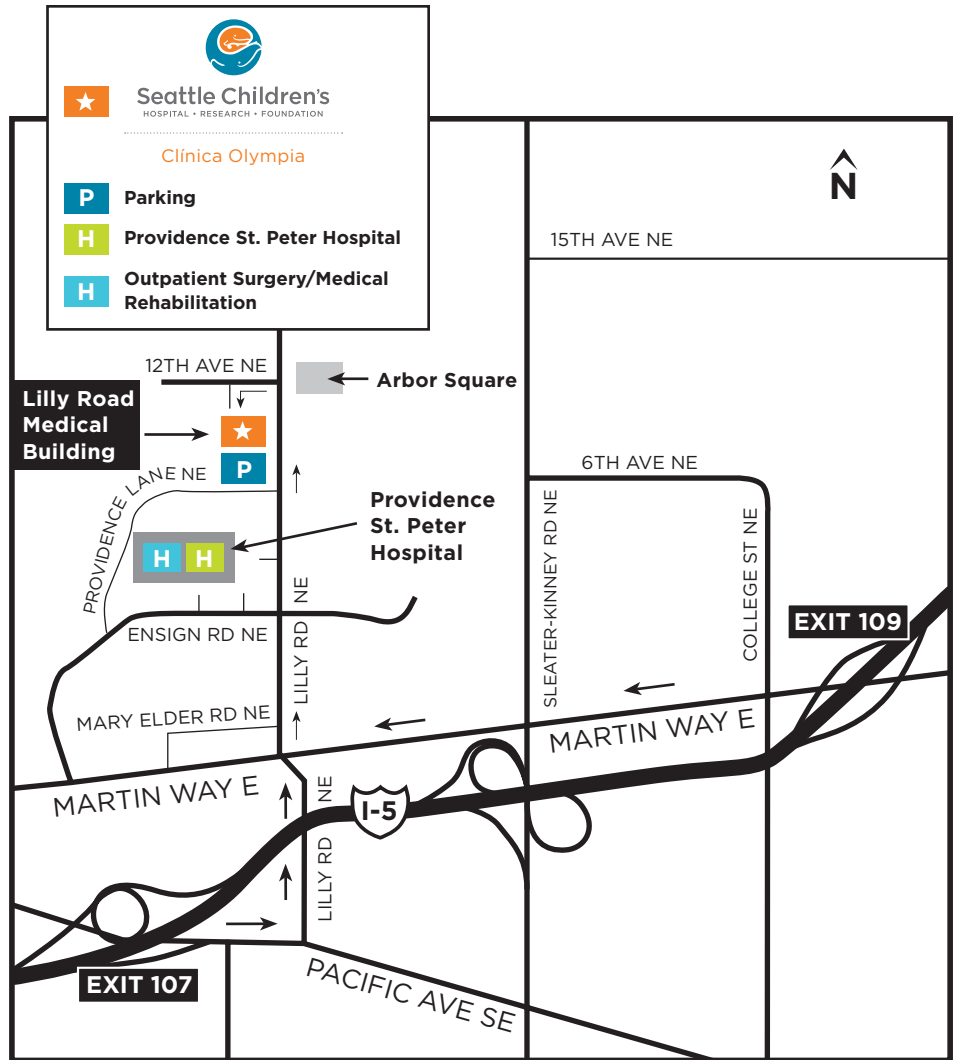 Seattle Children's
HOSPITAL • RESEARCH • FOUNDATION
Clínica Olympia
P Parking
H Providence St. Peter Hospital
H Outpatient Surgery/Medical
Rehabilitation
N
15TH AVE NE
12TH AVE NE
Arbor Square
Lilly Road
Medical
Building
P
PROVIDENCE LANE NE
6TH AVE NE
Providence
St. Peter
Hospital
H H
SLEATER-KINNEY RD NE
COLLEGE ST NE
LILLY RD NE
ENSIGN RD NE
EXIT 109
MARY ELDER RD NE
MARTIN WAY E
MARTIN WAY E
I-5
LILLY RD NE
EXIT 107
PACIFIC AVE SE